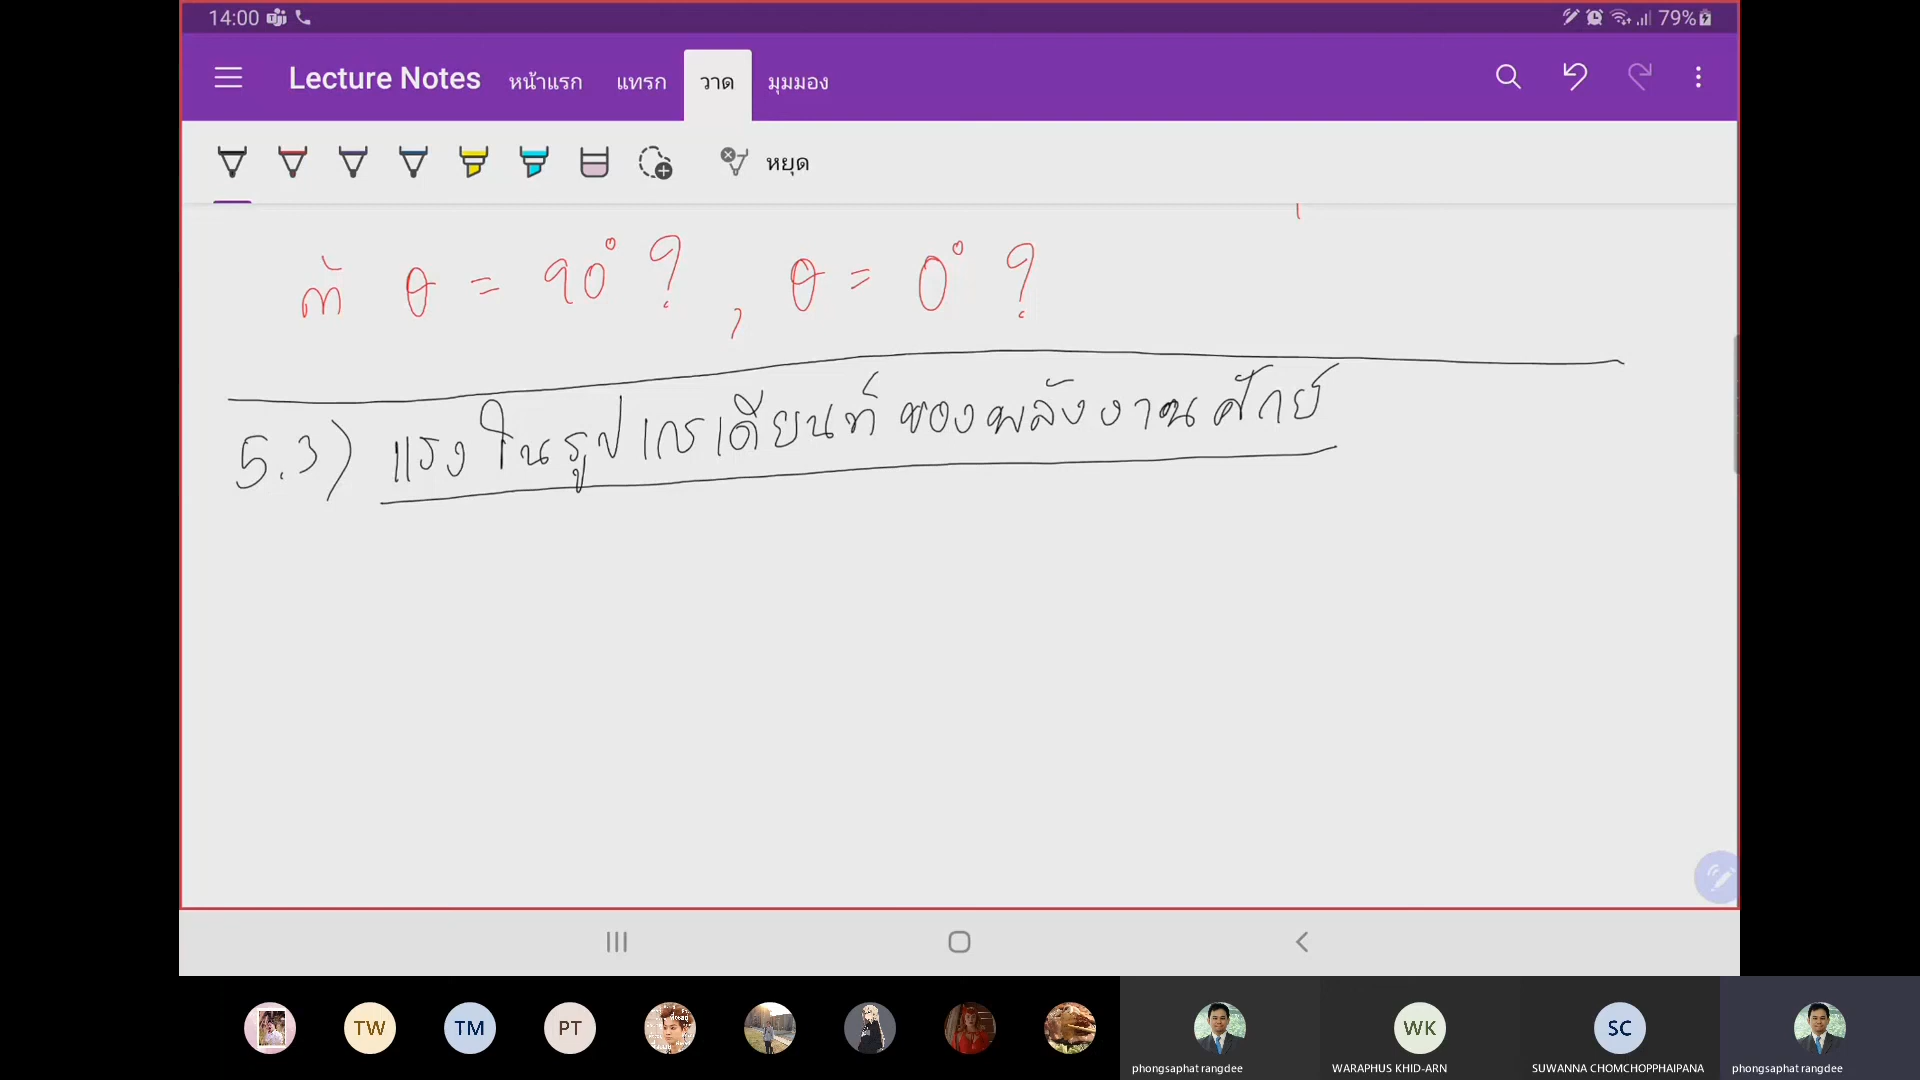 14:00 79%
Lecture Notes หน้าแรก แทรก วาด มุมมอง
หยุด
ถ้า θ = 90° ? , θ = 0° ?
5.3) แรงในรูปเกรเดียนท์ของพลังงานศักย์
TW TM PT WK SC
phongsaphat rangdee WARAPHUS KHID-ARN SUWANNA CHOMCHOPPHAIPANA phongsaphat rangdee